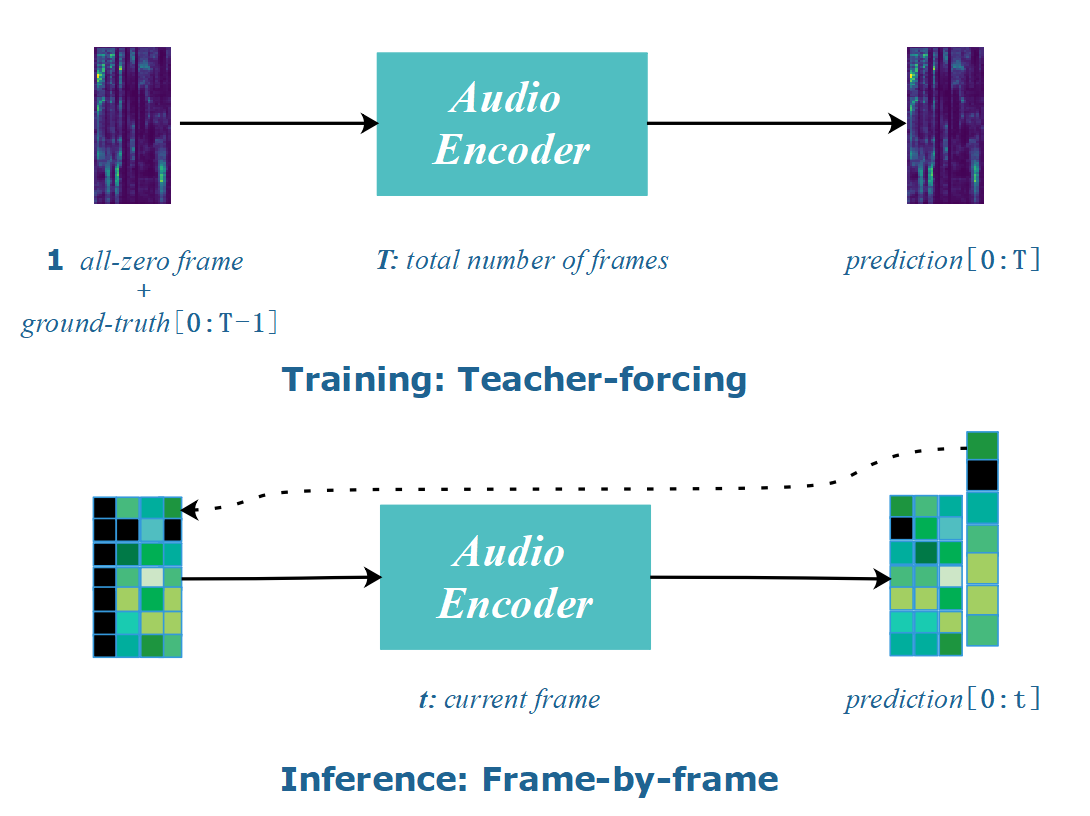 Audio
Encoder
1 all-zero frame
+
ground-truth[0:T-1]
T: total number of frames
prediction[0:T]
Training: Teacher-forcing
Audio
Encoder
t: current frame
prediction[0:t]
Inference: Frame-by-frame